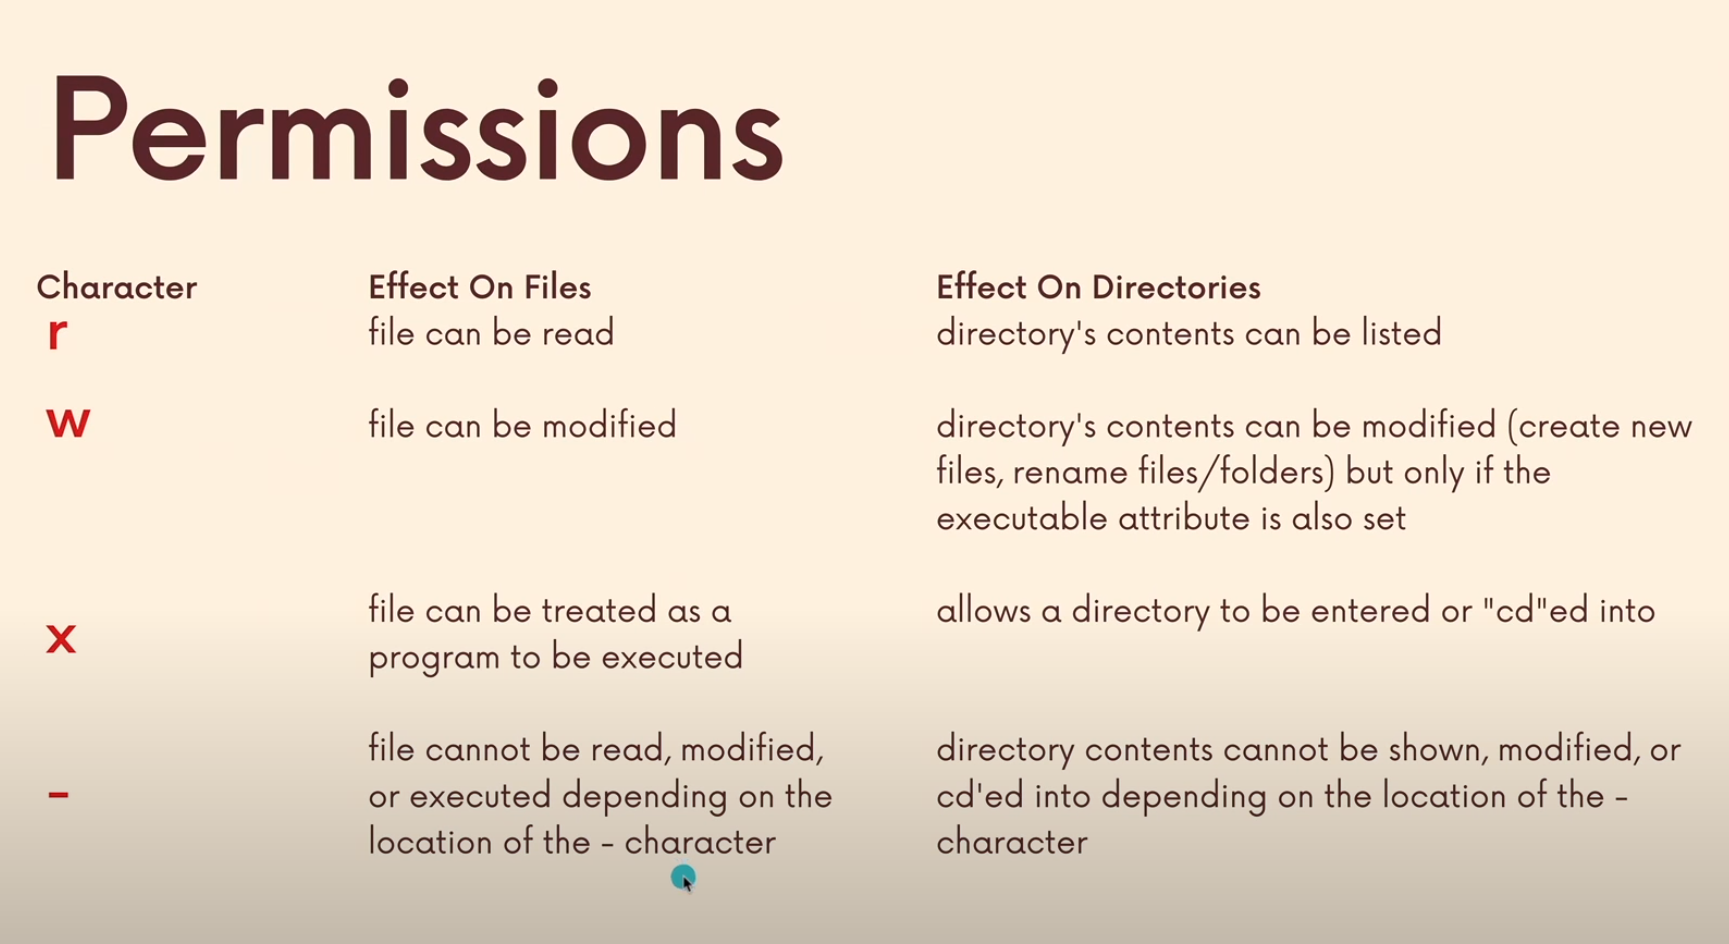 Permissions
Character Effect On Files Effect On Directories
r file can be read directory's contents can be listed
w file can be modified directory's contents can be modified (create new
files, rename files/folders) but only if the
executable attribute is also set
x file can be treated as a
program to be executed
allows a directory to be entered or "cd"ed into
- file cannot be read, modified,
or executed depending on the
location of the - character
directory contents cannot be shown, modified, or
cd'ed into depending on the location of the -
character